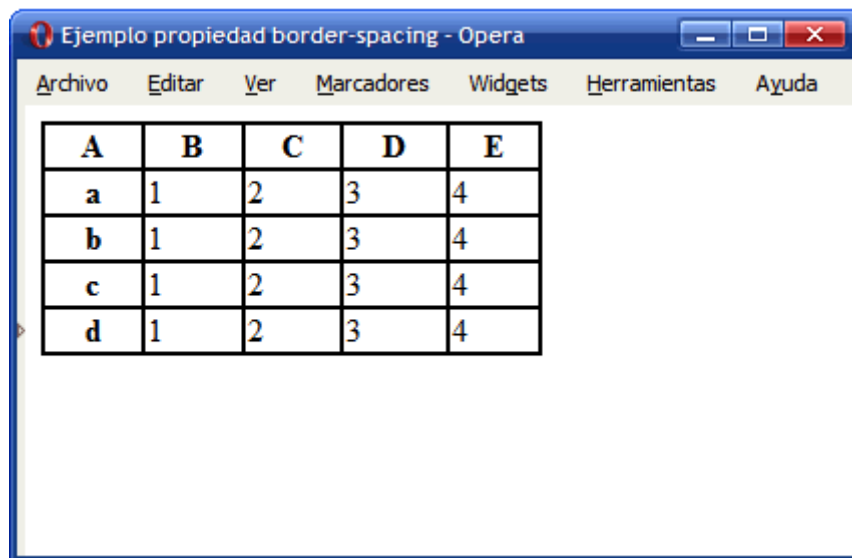 Ejemplo propiedad border-spacing - Opera
Archivo Editar Ver Marcadores Widgets Herramientas Ayuda
A B C D E
a 1 2 3 4
b 1 2 3 4
c 1 2 3 4
d 1 2 3 4